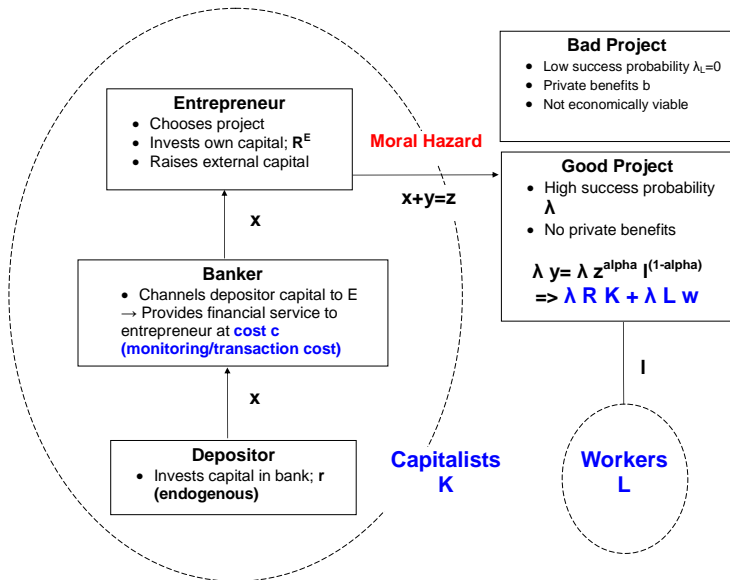 Bad Project
• Low success probability λL=0
• Private benefits b
• Not economically viable
Entrepreneur
• Chooses project
• Invests own capital; R^E
• Raises external capital
Moral Hazard
x+y=z
Good Project
• High success probability
λ
• No private benefits
λ y= λ z^alpha l^(1-alpha)
=> λ R K + λ L w
x
Banker
• Channels depositor capital to E
→ Provides financial service to
entrepreneur at cost c
(monitoring/transaction cost)
x
l
Depositor
• Invests capital in bank; r
(endogenous)
Capitalists
K
Workers
L